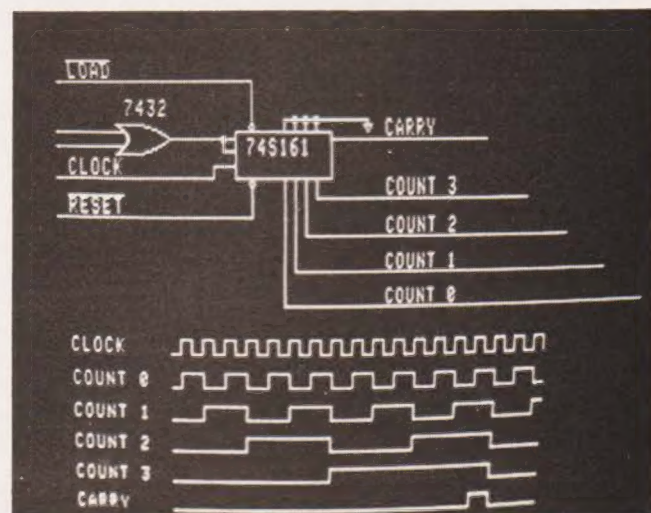 LOAD
7432
74S161
CARRY
CLOCK
RESET
COUNT 3
COUNT 2
COUNT 1
COUNT 0
CLOCK
COUNT 0
COUNT 1
COUNT 2
COUNT 3
CARRY